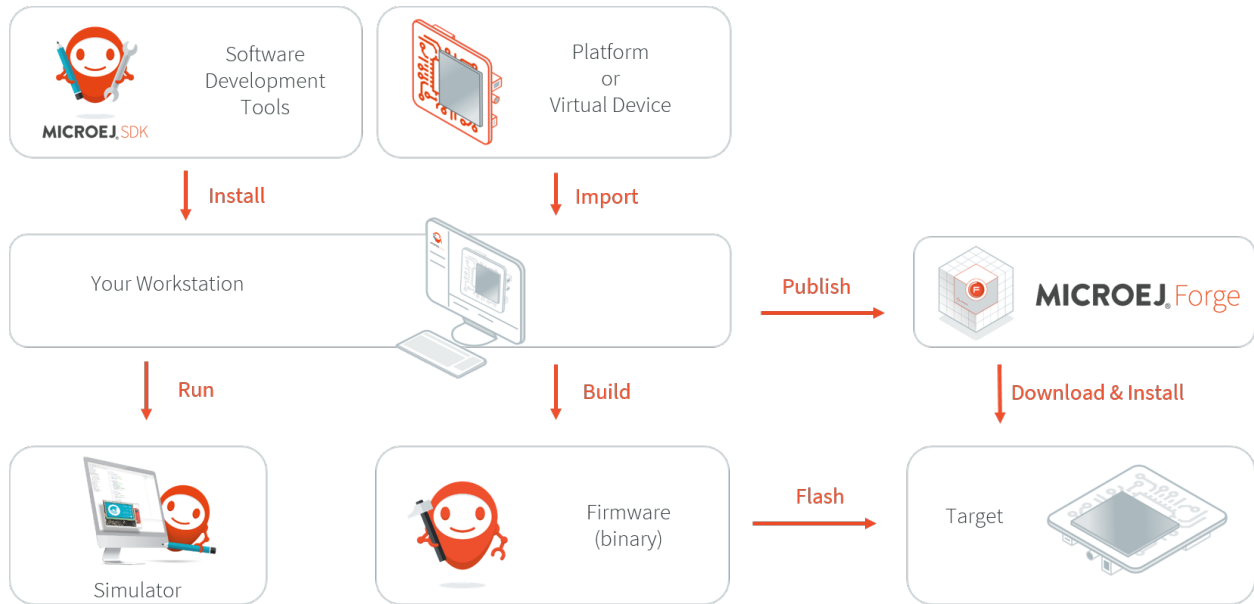 Software
Development
Tools
MICROEJ® SDK
Platform
or
Virtual Device
Install
Import
Your Workstation
Publish
MICROEJ® Forge
Run
Build
Download & Install
Simulator
Firmware
(binary)
Flash
Target
F